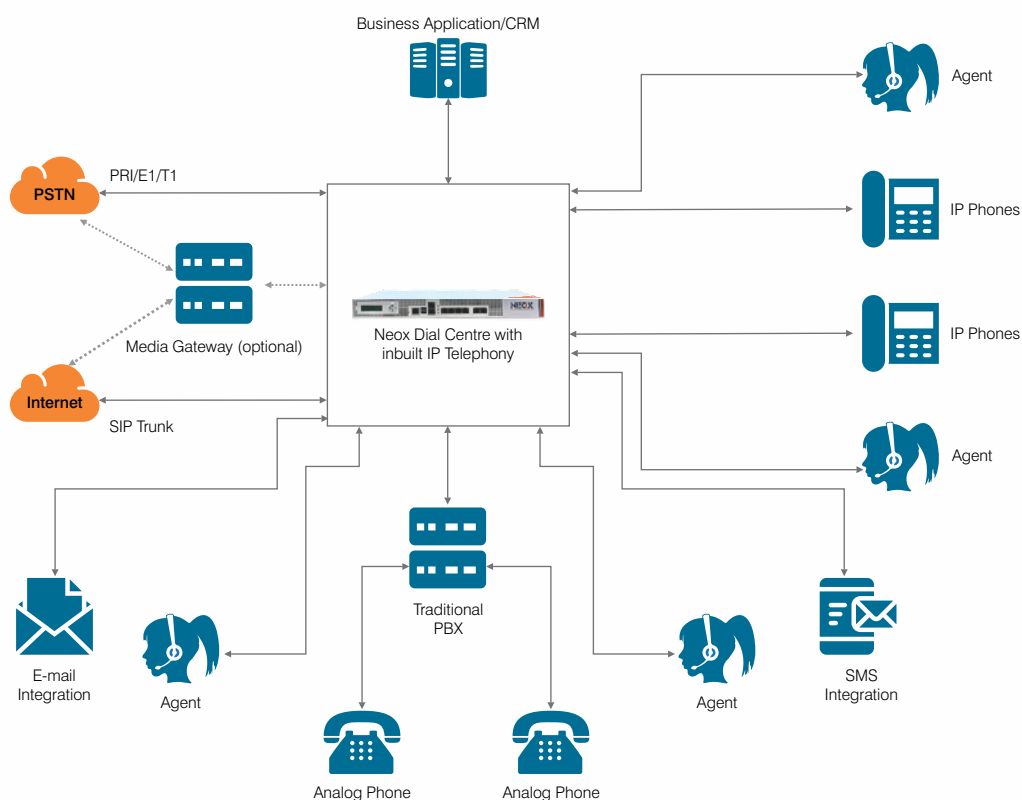 Business Application/CRM
Agent
PRI/E1/T1
PSTN
IP Phones
NEOX
Neox Dial Centre with
inbuilt IP Telephony
Media Gateway (optional)
IP Phones
Internet
SIP Trunk
Agent
Traditional
PBX
E-mail
Integration
Agent
Agent
SMS
Integration
Analog Phone
Analog Phone